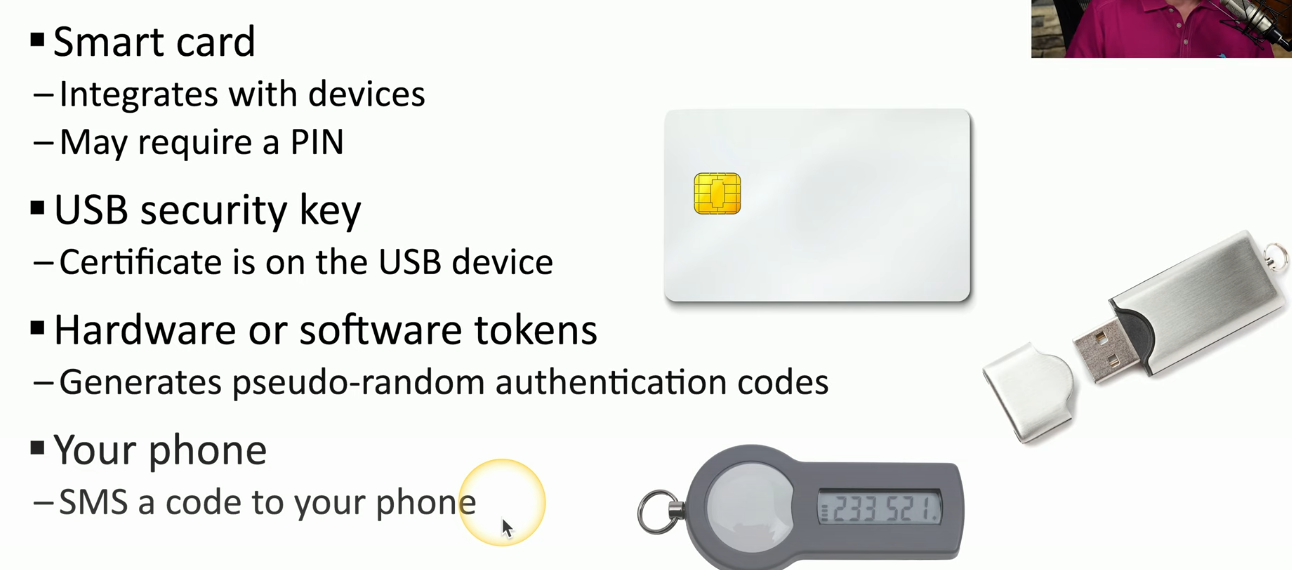 ▪ Smart card
– Integrates with devices
– May require a PIN
▪ USB security key
– Certificate is on the USB device
▪ Hardware or software tokens
– Generates pseudo-random authentication codes
▪ Your phone
– SMS a code to your phone
233 521.